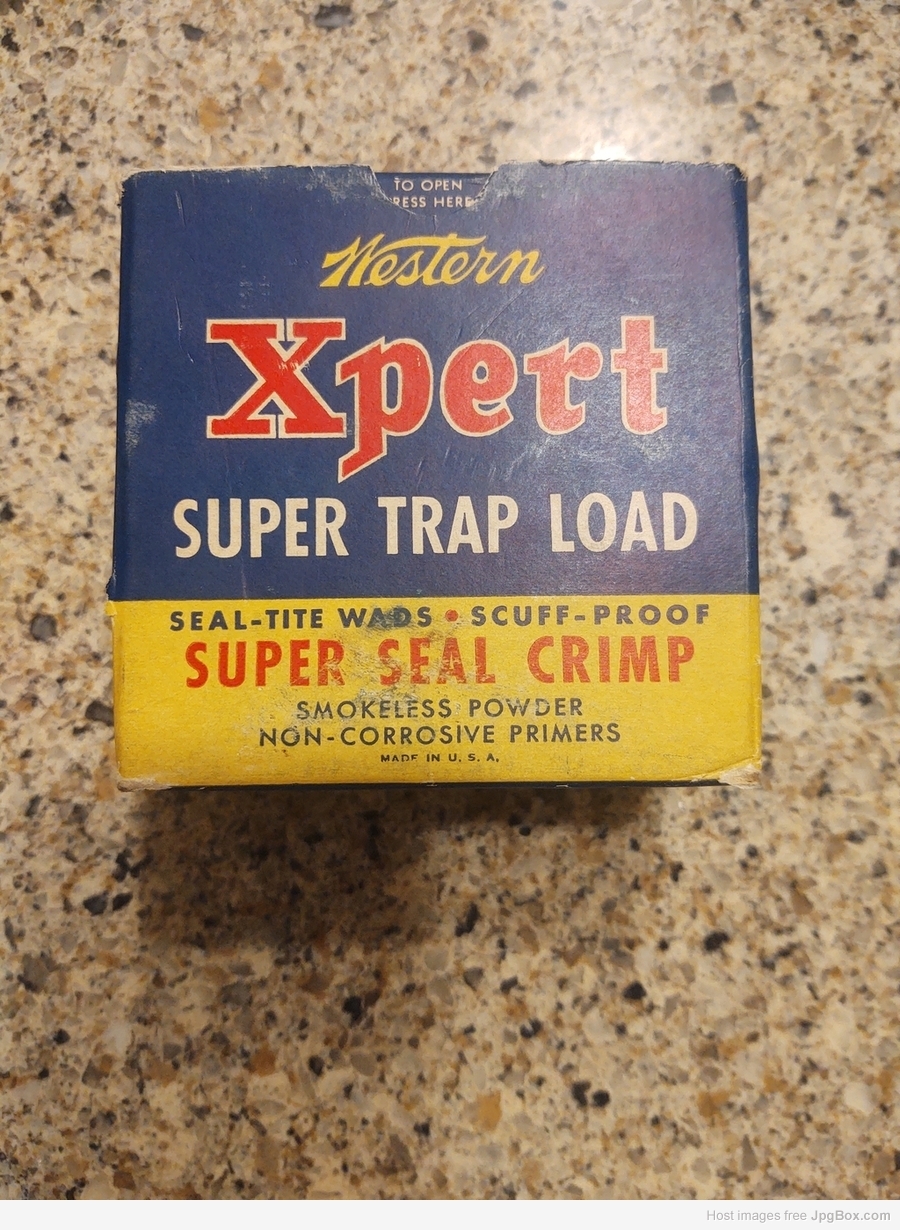 TO OPEN
PRESS HERE
Western
Xpert
SUPER TRAP LOAD
SEAL-TITE WADS • SCUFF-PROOF
SUPER SEAL CRIMP
SMOKELESS POWDER
NON-CORROSIVE PRIMERS
MADE IN U. S. A.
Host images free JpgBox.com